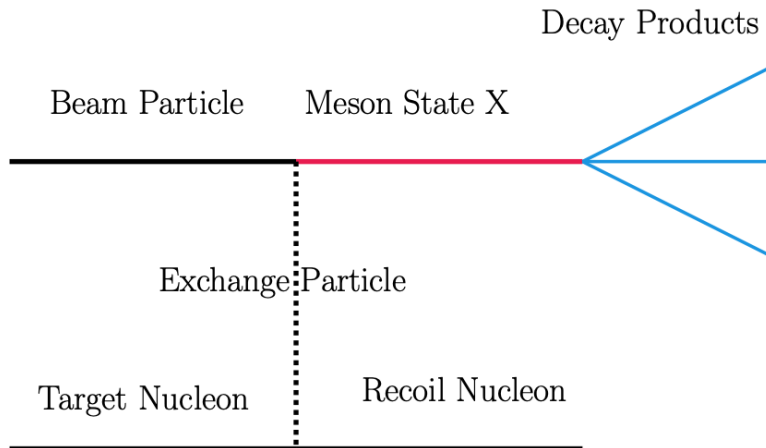 Decay Products
Beam Particle
Meson State X
Exchange Particle
Target Nucleon
Recoil Nucleon